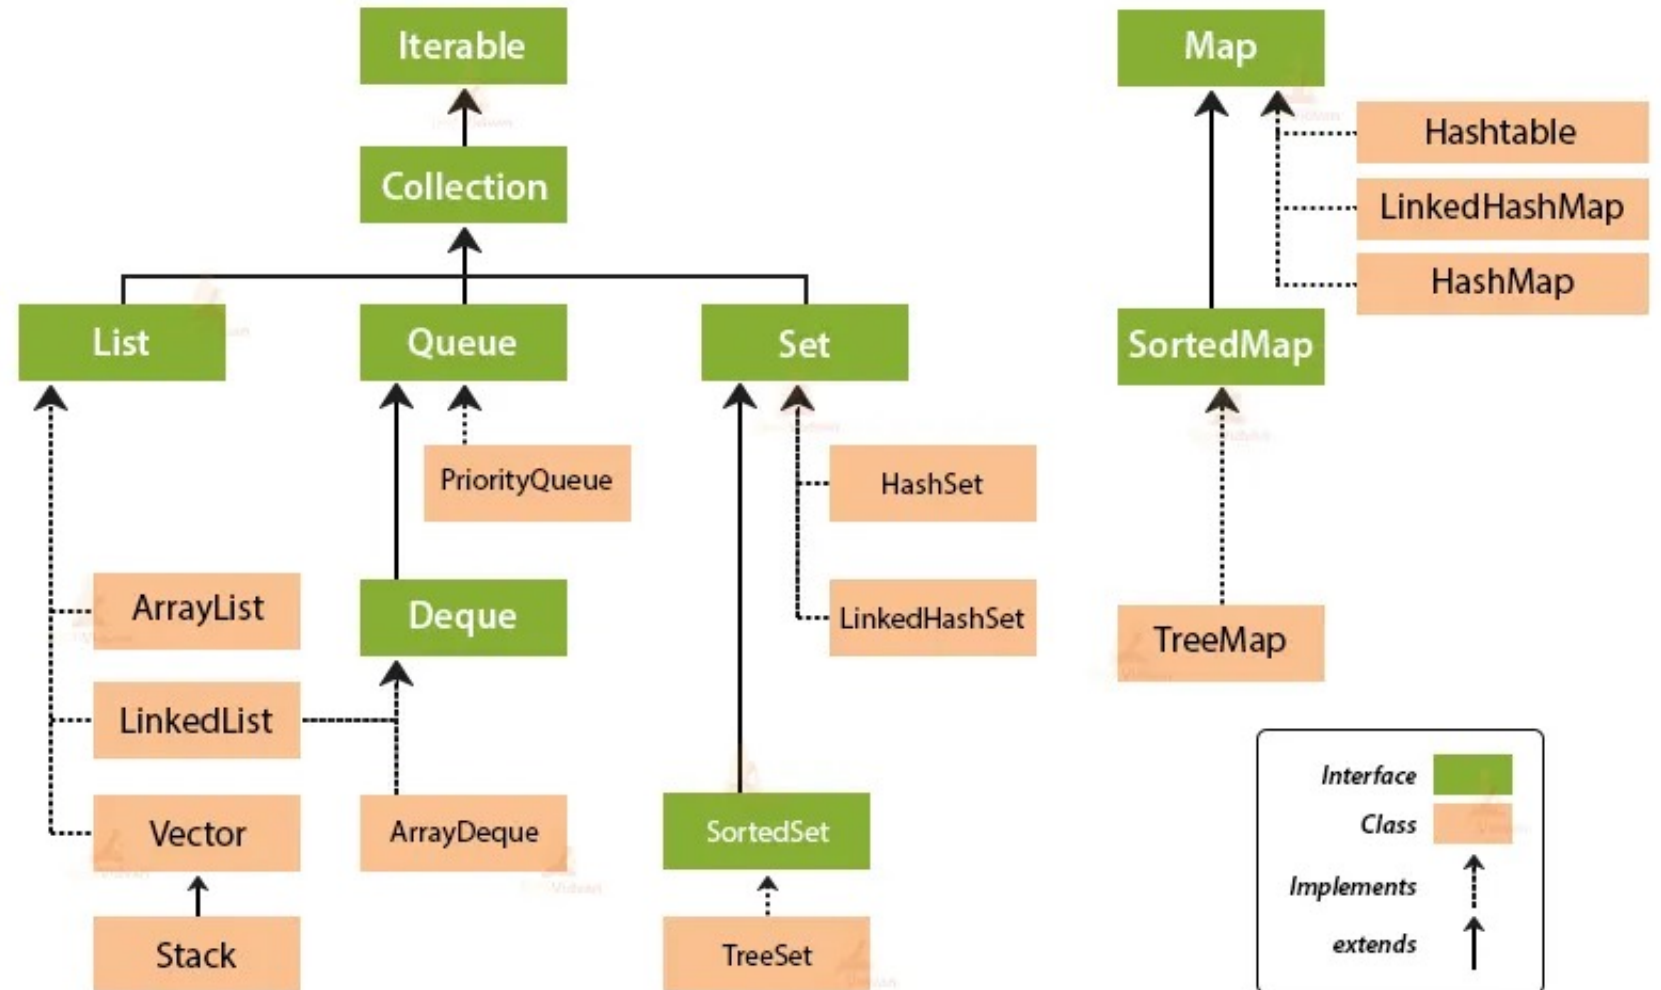 Iterable
Map
Hashtable
Collection
LinkedHashMap
HashMap
List
Queue
Set
SortedMap
PriorityQueue
HashSet
ArrayList
Deque
LinkedHashSet
TreeMap
LinkedList
Vector
ArrayDeque
SortedSet
Stack
TreeSet
Interface
Class
Implements
extends